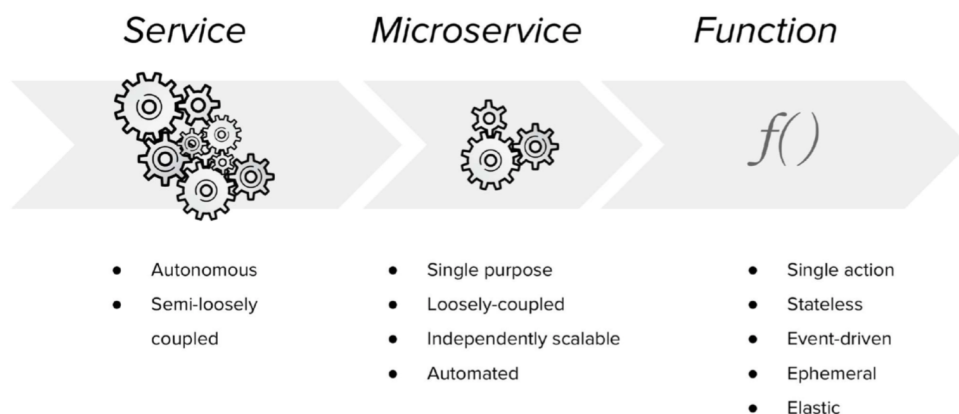 Service
Microservice
Function
f()
• Autonomous
• Semi-loosely
coupled
• Single purpose
• Loosely-coupled
• Independently scalable
• Automated
• Single action
• Stateless
• Event-driven
• Ephemeral
• Elastic